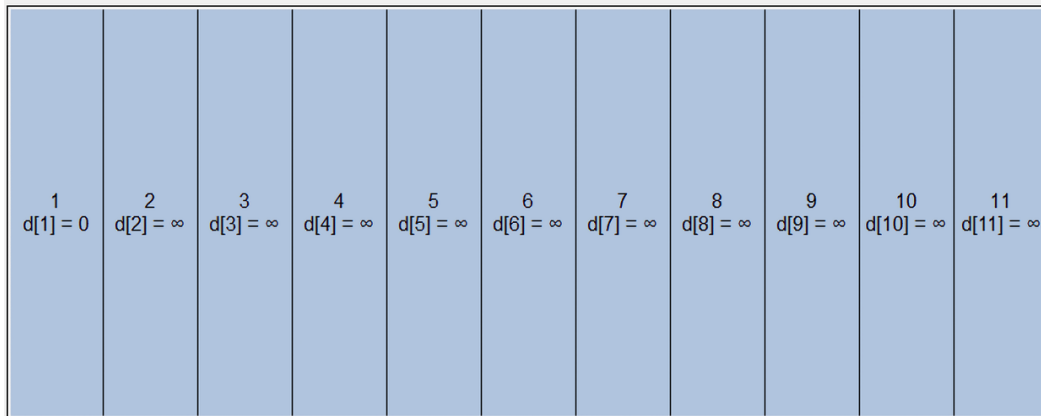 1 2 3 4 5 6 7 8 9 10 11
d[1] = 0 d[2] = ∞ d[3] = ∞ d[4] = ∞ d[5] = ∞ d[6] = ∞ d[7] = ∞ d[8] = ∞ d[9] = ∞ d[10] = ∞ d[11] = ∞